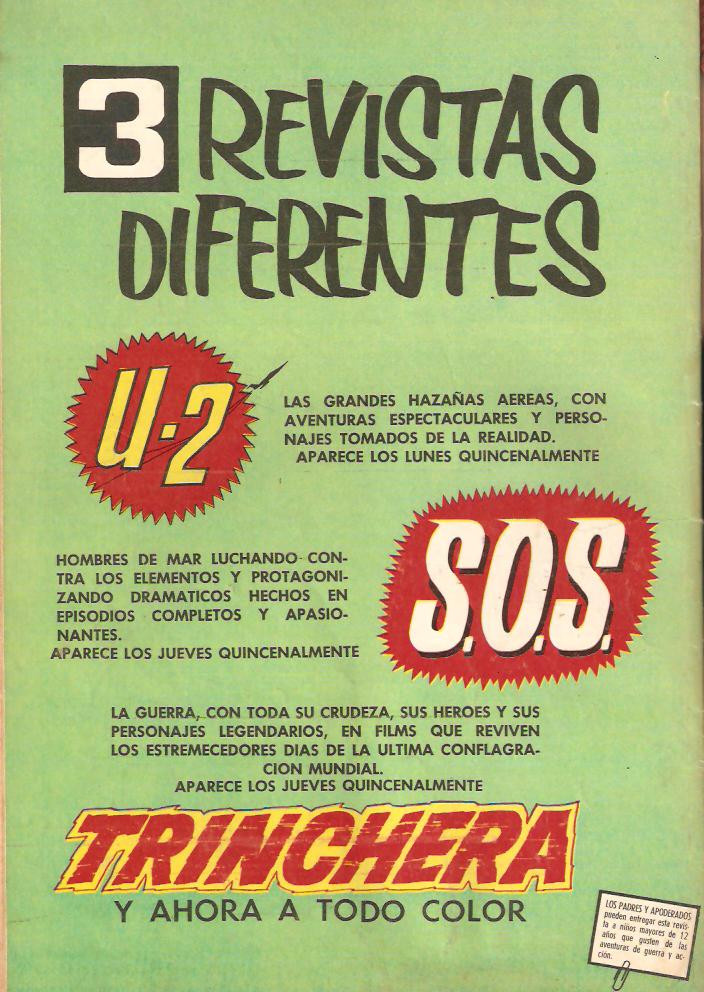 3 REVISTAS
DIFERENTES
U-2
LAS GRANDES HAZAÑAS AEREAS, CON
AVENTURAS ESPECTACULARES Y PERSO-
NAJES TOMADOS DE LA REALIDAD.
APARECE LOS LUNES QUINCENALMENTE
S.O.S.
HOMBRES DE MAR LUCHANDO CON-
TRA LOS ELEMENTOS Y PROTAGONI-
ZANDO DRAMATICOS HECHOS EN
EPISODIOS COMPLETOS Y APASIO-
NANTES.
APARECE LOS JUEVES QUINCENALMENTE
LA GUERRA, CON TODA SU CRUDEZA, SUS HEROES Y SUS
PERSONAJES LEGENDARIOS, EN FILMS QUE REVIVEN
LOS ESTREMECEDORES DIAS DE LA ULTIMA CONFLAGRA-
CION MUNDIAL.
APARECE LOS JUEVES QUINCENALMENTE
TRINCHERA
Y AHORA A TODO COLOR
LOS PADRES Y APODERADOS
pueden entregar esta revis-
ta a niños mayores de 12
años que gusten de las
aventuras de guerra y ac-
ción.